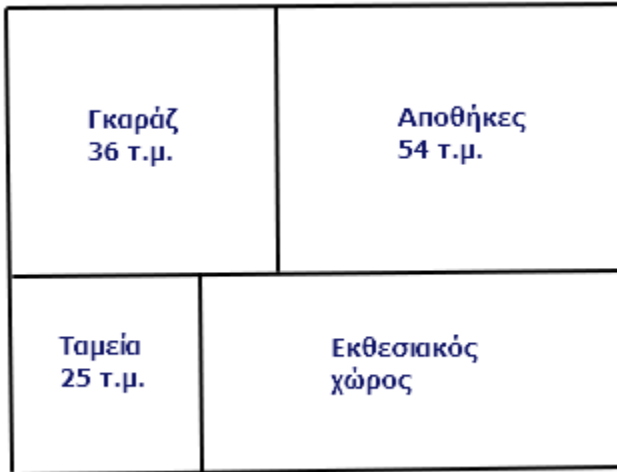 Γκαράζ
36 τ.μ.
Αποθήκες
54 τ.μ.
Ταμεία
25 τ.μ.
Εκθεσιακός
χώρος